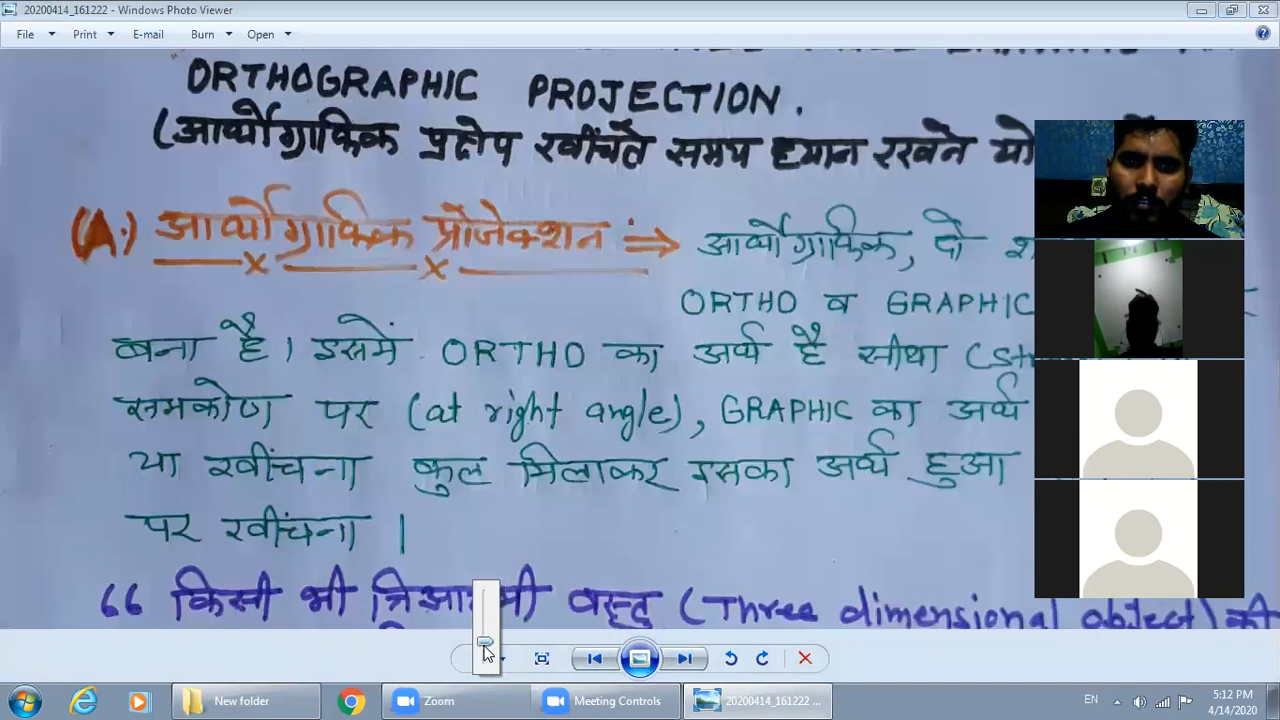 20200414_161222 - Windows Photo Viewer
File Print E-mail Burn Open
ORTHOGRAPHIC PROJECTION.
(आर्थोग्राफिक प्रक्षेप खींचते समय ध्यान रखने
(A.) आर्थोग्राफिक प्रोजेक्शन :⇒ आर्थोग्राफिक, दो
ORTHO व GRAPHIC
बना है। इसमें ORTHO का अर्थ है सीधा
समकोण पर (at right angle), GRAPHIC का अर्थ
या खींचना कुल मिलाकर इसका अर्थ हुआ
पर खींचना |
66 किसी भी वस्तु (Three dimensional object) की
New folder Zoom Meeting Controls 20200414_161222 ...
EN 5:12 PM
4/14/2020